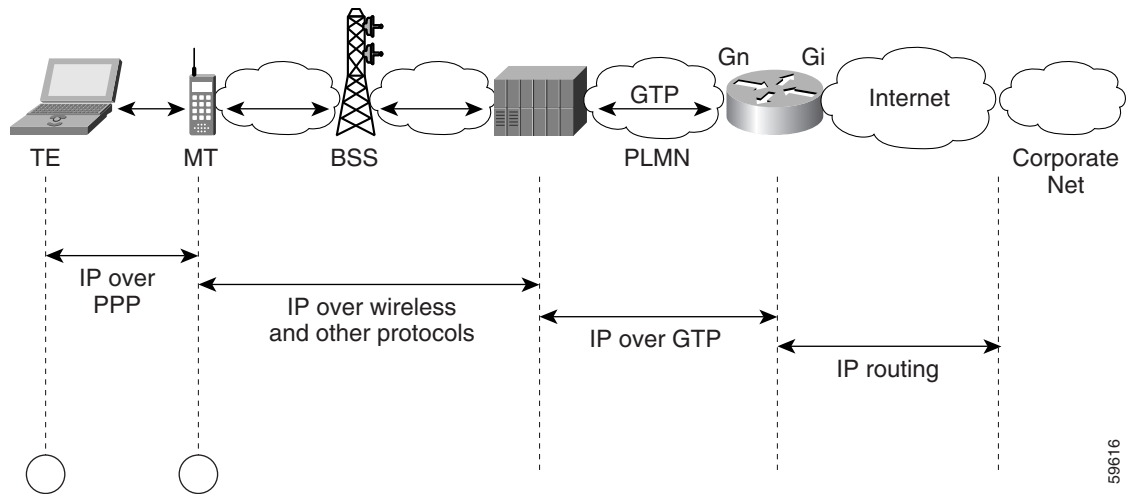 Gn
Gi
GTP
Internet
TE
MT
BSS
PLMN
Corporate
Net
IP over
PPP
IP over wireless
and other protocols
IP over GTP
IP routing
59616